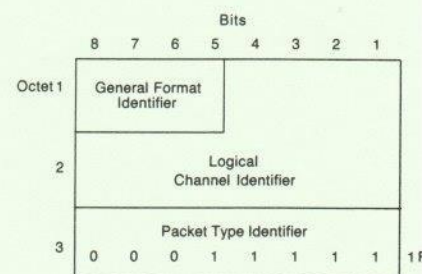 Bits
8 7 6 5 4 3 2 1
Octet 1
General Format
Identifier
2
Logical
Channel Identifier
Packet Type Identifier
3
0 0 0 1 1 1 1 1 1 F